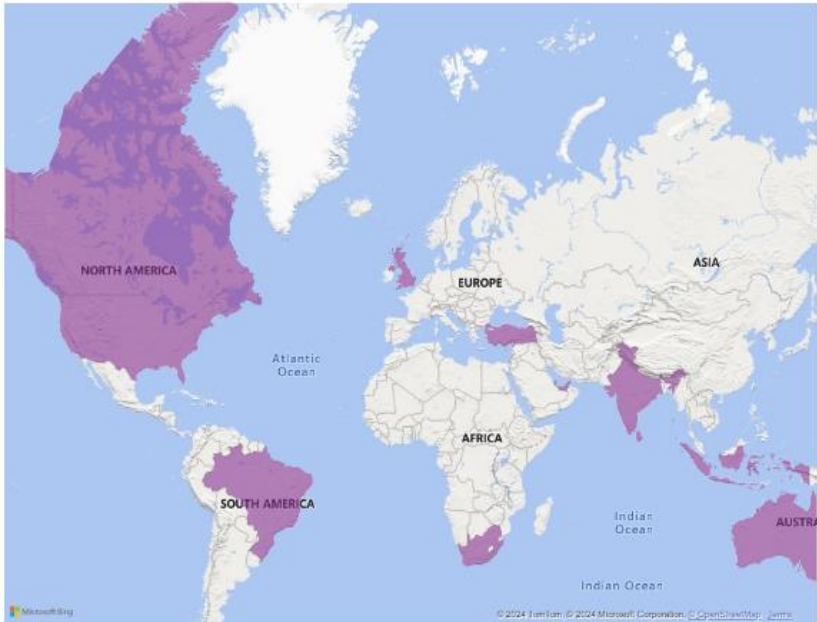 NORTH AMERICA
EUROPE
ASIA
Atlantic
Ocean
AFRICA
SOUTH AMERICA
Indian
Ocean
AUSTRA
Indian Ocean
Microsoft Bing
© 2024 TomTom, © 2024 Microsoft Corporation, © OpenStreetMap Terms